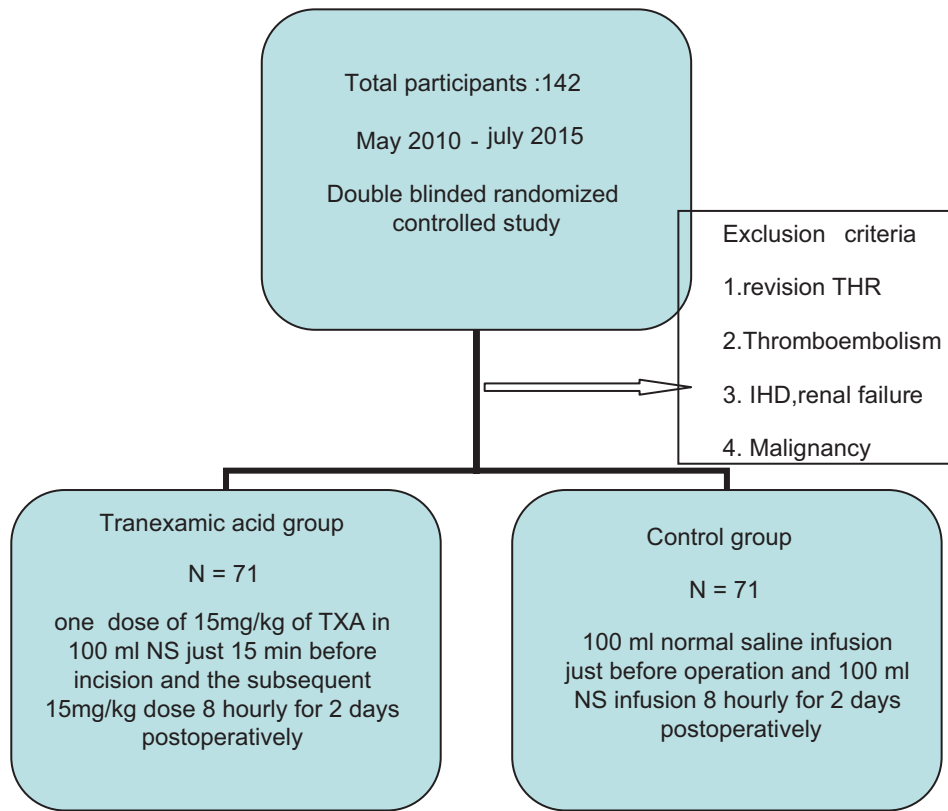 Total participants :142
May 2010 - july 2015
Double blinded randomized
controlled study
Exclusion criteria
1.revision THR
2.Thromboembolism
3. IHD,renal failure
4. Malignancy
Tranexamic acid group
N = 71
one dose of 15mg/kg of TXA in
100 ml NS just 15 min before
incision and the subsequent
15mg/kg dose 8 hourly for 2 days
postoperatively
Control group
N = 71
100 ml normal saline infusion
just before operation and 100 ml
NS infusion 8 hourly for 2 days
postoperatively